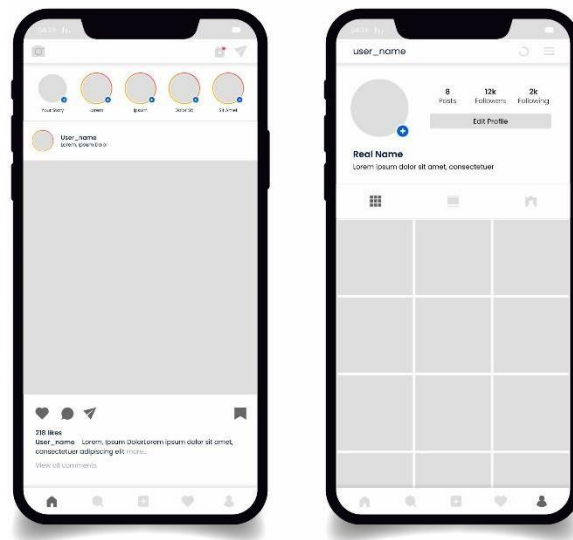 Your Story
Lorem
Ipsum
Dolor Sit
Sit Amet
User_name
Lorem, Ipsum Dolor
218 likes
User_name Lorem, Ipsum DolorLorem ipsum dolor sit amet,
consectetuer adipiscing elit more...
View all comments
user_name
8
Posts
12k
Followers
2k
Following
Edit Profile
Real Name
Lorem ipsum dolor sit amet, consectetuer